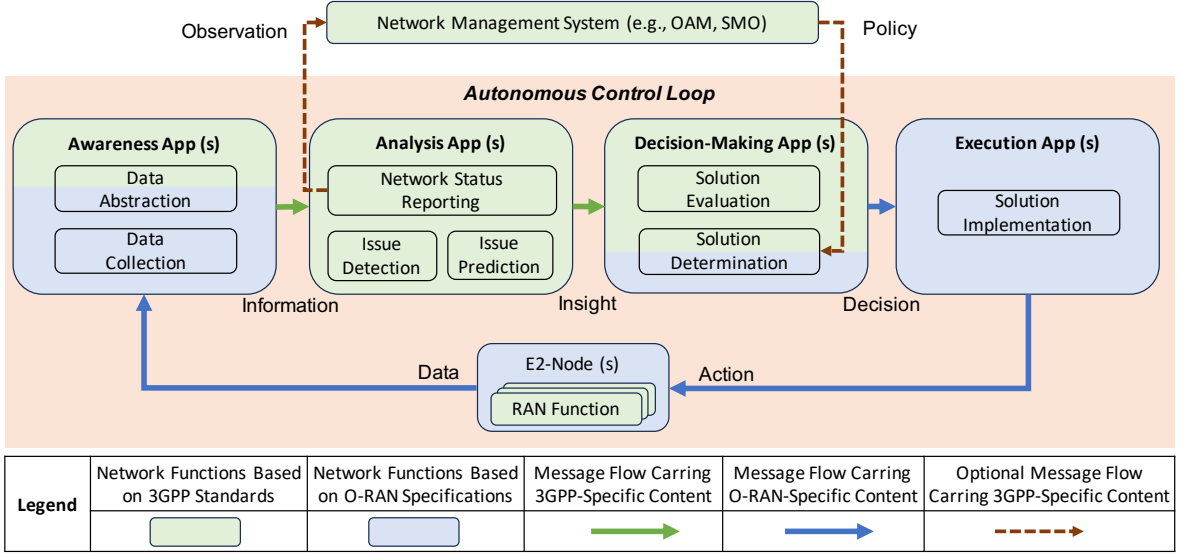 Network Management System (e.g., OAM, SMO)
Observation
Policy
Autonomous Control Loop
Awareness App (s)
Data
Abstraction
Data
Collection
Information
Analysis App (s)
Network Status
Reporting
Issue
Detection
Issue
Prediction
Insight
Decision-Making App (s)
Solution
Evaluation
Solution
Determination
Decision
Execution App (s)
Solution
Implementation
E2-Node (s)
RAN Function
Data
Action
Legend
Network Functions Based
on 3GPP Standards
Network Functions Based
on O-RAN Specifications
Message Flow Carring
3GPP-Specific Content
Message Flow Carring
O-RAN-Specific Content
Optional Message Flow
Carring 3GPP-Specific Content